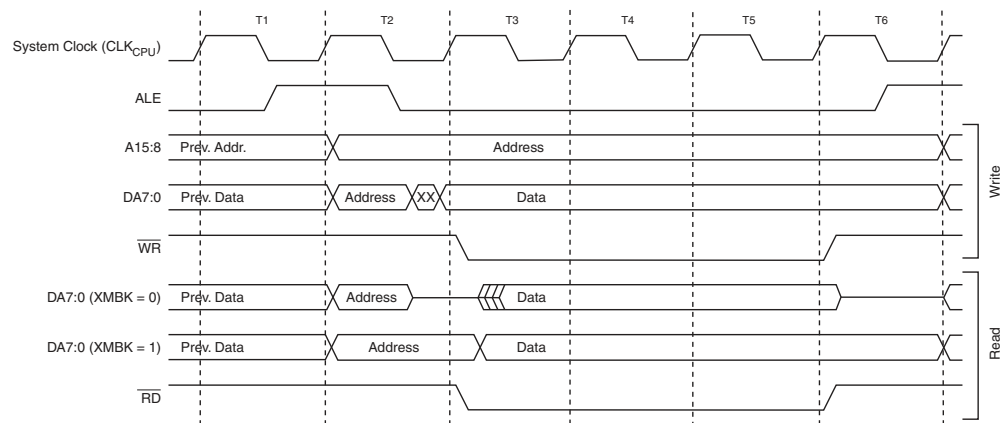 T1 T2 T3 T4 T5 T6
System Clock (CLKCPU)
ALE
A15:8 Prev. Addr. Address
DA7:0 Prev. Data Address XX Data
WR
Write
DA7:0 (XMBK = 0) Prev. Data Address Data
DA7:0 (XMBK = 1) Prev. Data Address Data
RD
Read